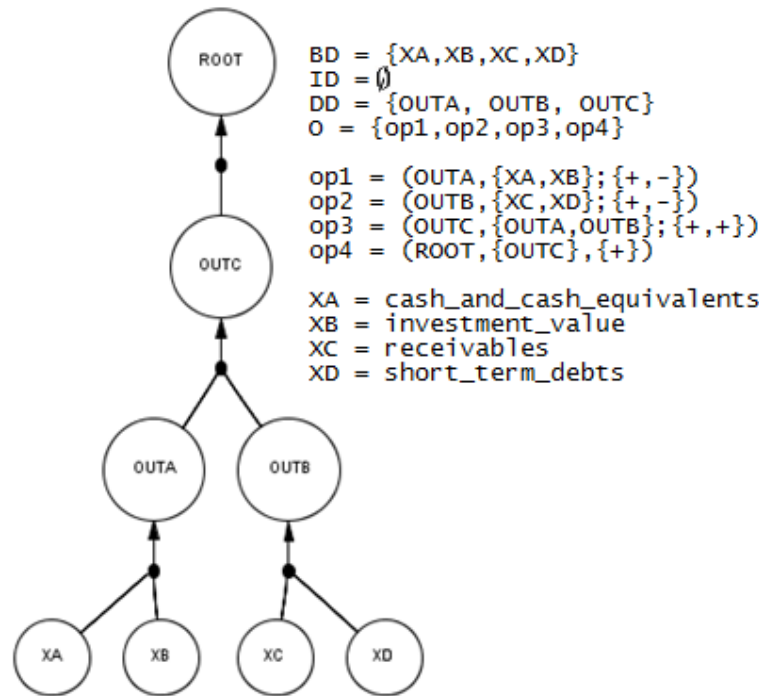 ROOT
BD = {XA,XB,XC,XD}
ID =∅
DD = {OUTA, OUTB, OUTC}
O = {op1,op2,op3,op4}
op1 = (OUTA,{XA,XB};{+,-})
op2 = (OUTB,{XC,XD};{+,-})
op3 = (OUTC,{OUTA,OUTB};{+,+})
op4 = (ROOT,{OUTC},{+})
OUTC
XA = cash_and_cash_equivalents
XB = investment_value
XC = receivables
XD = short_term_debts
OUTA
OUTB
XA
XB
XC
XD